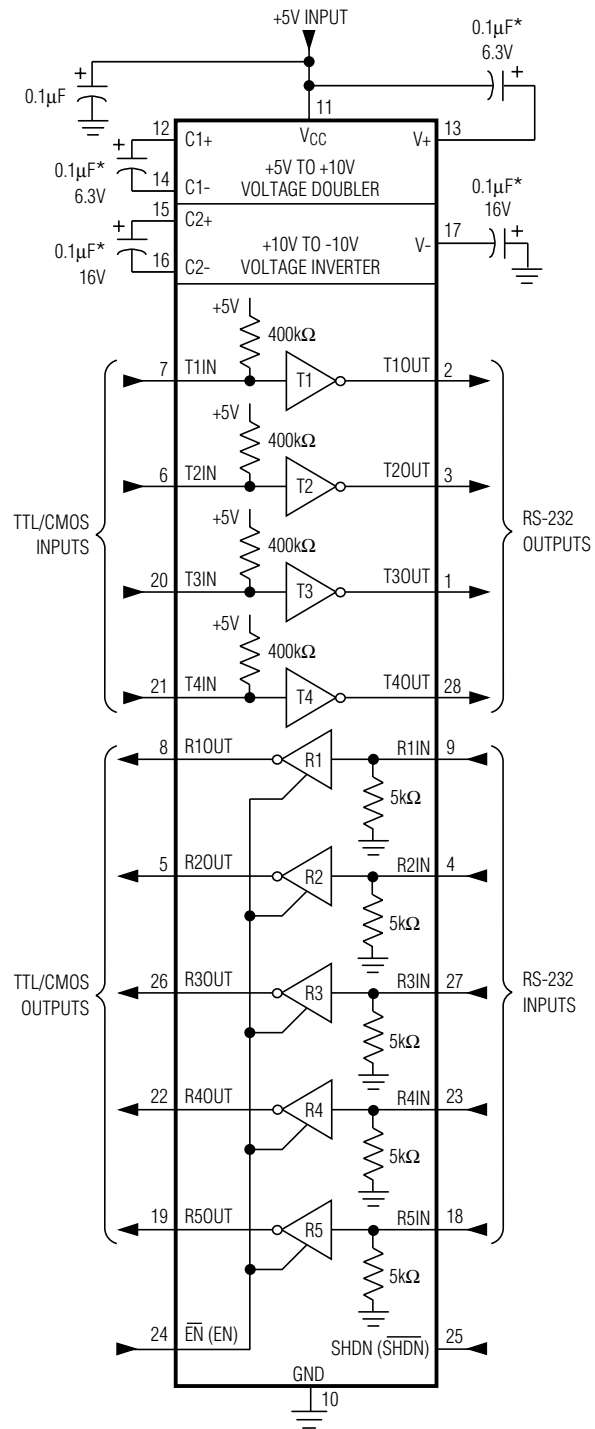 +5V INPUT
0.1μF*
6.3V
0.1μF
11
12
C1+
VCC
V+
13
0.1μF*
6.3V
14
C1-
+5V TO +10V
VOLTAGE DOUBLER
15
C2+
0.1μF*
16V
16
C2-
+10V TO -10V
VOLTAGE INVERTER
V-
17
0.1μF*
16V
+5V
400kΩ
7
T1IN
T1
T1OUT
2
+5V
400kΩ
6
T2IN
T2
T2OUT
3
TTL/CMOS
INPUTS
RS-232
OUTPUTS
+5V
400kΩ
20
T3IN
T3
T3OUT
1
+5V
400kΩ
21
T4IN
T4
T4OUT
28
8
R1OUT
R1
R1IN
9
5kΩ
5
R2OUT
R2
R2IN
4
5kΩ
TTL/CMOS
OUTPUTS
RS-232
INPUTS
26
R3OUT
R3
R3IN
27
5kΩ
22
R4OUT
R4
R4IN
23
5kΩ
19
R5OUT
R5
R5IN
18
5kΩ
24
E̅N̅ (EN)
SHDN (S̅H̅D̅N̅)
25
GND
10